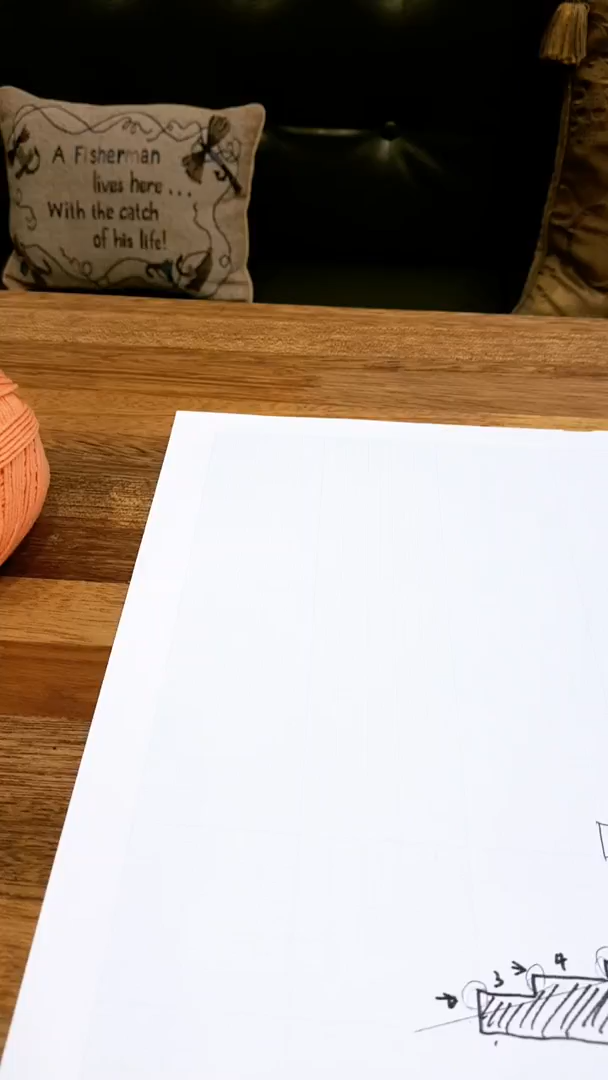 A Fisherman
lives here...
With the catch
of his life!
3 4